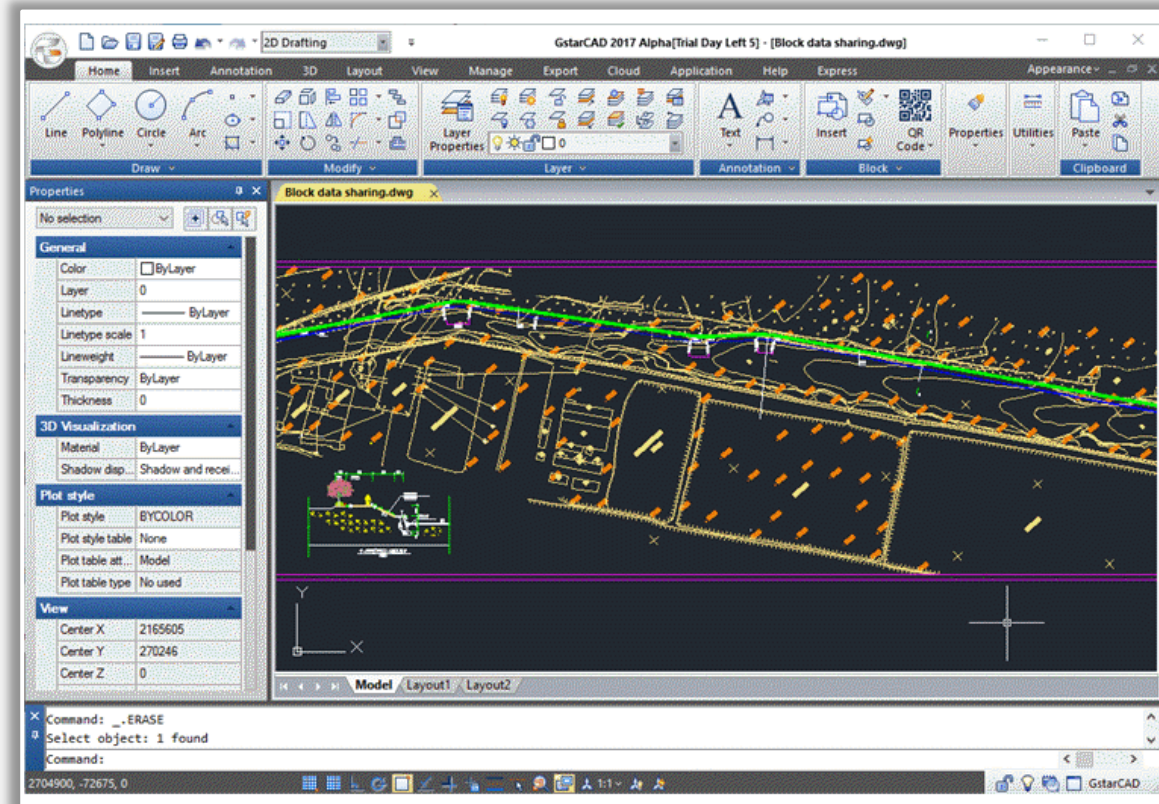 2D Drafting
GstarCAD 2017 Alpha[Trial Day Left 5] - [Block data sharing.dwg]
Home Insert Annotation 3D Layout View Manage Export Cloud Application Help Express Appearance
Line Polyline Circle Arc Layer Properties 0 Text Insert QR Code Properties Utilities Paste
Draw Modify Layer Annotation Block Clipboard
Properties
Block data sharing.dwg
No selection
General
Color ByLayer
Layer 0
Linetype ByLayer
Linetype scale 1
Lineweight ByLayer
Transparency ByLayer
Thickness 0
3D Visualization
Material ByLayer
Shadow disp... Shadow and recei...
Plot style
Plot style BYCOLOR
Plot style table None
Plot table att... Model
Plot table type No used
View
Center X 2165605
Center Y 270246
Center Z 0
Y
X
Model Layout1 Layout2
Command: _.ERASE
Select object: 1 found
Command:
2704900, -72675, 0 1:1 GstarCAD